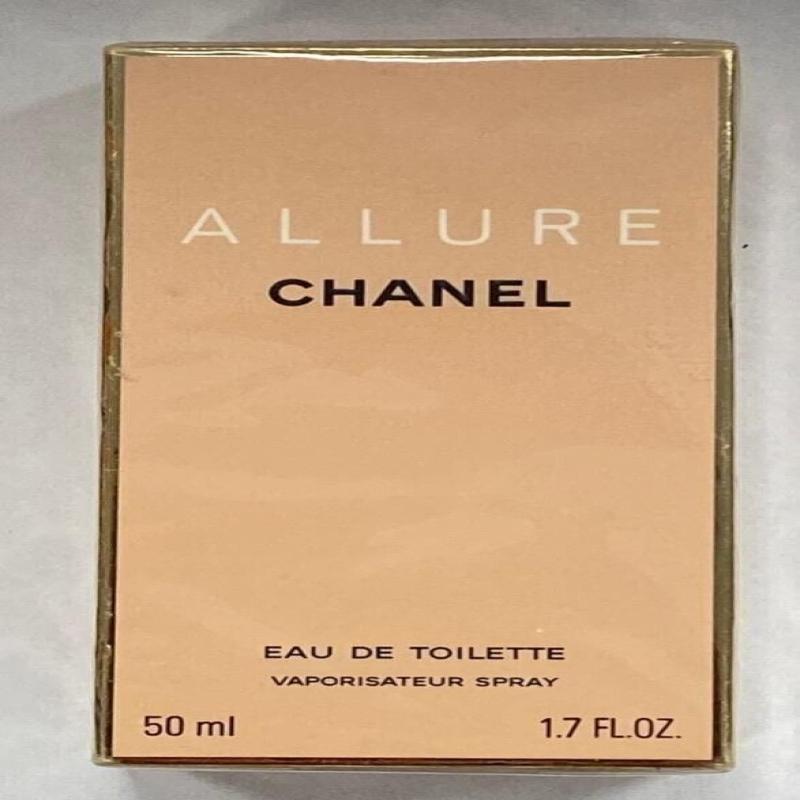 ALLURE
CHANEL
EAU DE TOILETTE
VAPORISATEUR SPRAY
50 ml 1.7 FL.OZ.